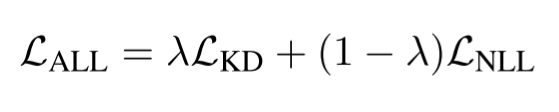 ℒ_ALL = λℒ_KD + (1 − λ)ℒ_NLL